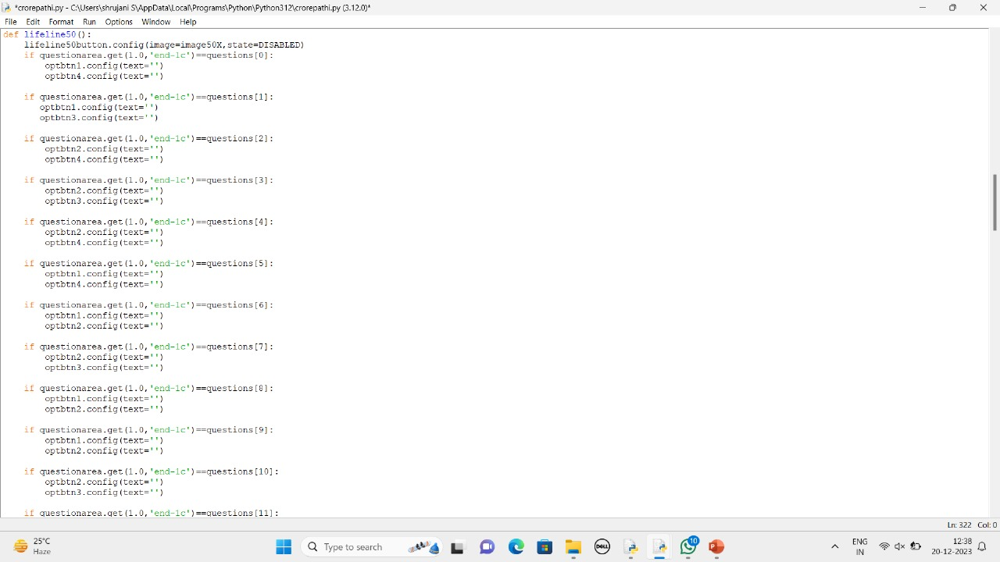 *crorepathi.py - C:\Users\shrujani S\AppData\Local\Programs\Python\Python312\crorepathi.py (3.12.0)*
File Edit Format Run Options Window Help
def lifeline50():
    lifeline50button.config(image=image50X,state=DISABLED)
    if questionarea.get(1.0,'end-1c')==questions[0]:
        optbtn1.config(text='')
        optbtn4.config(text='')

    if questionarea.get(1.0,'end-1c')==questions[1]:
       optbtn1.config(text='')
       optbtn3.config(text='')

    if questionarea.get(1.0,'end-1c')==questions[2]:
        optbtn2.config(text='')
        optbtn4.config(text='')

    if questionarea.get(1.0,'end-1c')==questions[3]:
        optbtn2.config(text='')
        optbtn3.config(text='')

    if questionarea.get(1.0,'end-1c')==questions[4]:
        optbtn2.config(text='')
        optbtn4.config(text='')

    if questionarea.get(1.0,'end-1c')==questions[5]:
        optbtn1.config(text='')
        optbtn4.config(text='')

    if questionarea.get(1.0,'end-1c')==questions[6]:
        optbtn1.config(text='')
        optbtn2.config(text='')

    if questionarea.get(1.0,'end-1c')==questions[7]:
        optbtn2.config(text='')
        optbtn3.config(text='')

    if questionarea.get(1.0,'end-1c')==questions[8]:
        optbtn1.config(text='')
        optbtn2.config(text='')

    if questionarea.get(1.0,'end-1c')==questions[9]:
        optbtn1.config(text='')
        optbtn2.config(text='')

    if questionarea.get(1.0,'end-1c')==questions[10]:
        optbtn2.config(text='')
        optbtn3.config(text='')

    if questionarea.get(1.0,'end-1c')==questions[11]:
Ln: 322 Col: 0
25°C
Haze
Type to search
DELL
10
P
ENG
IN
12:38
20-12-2023